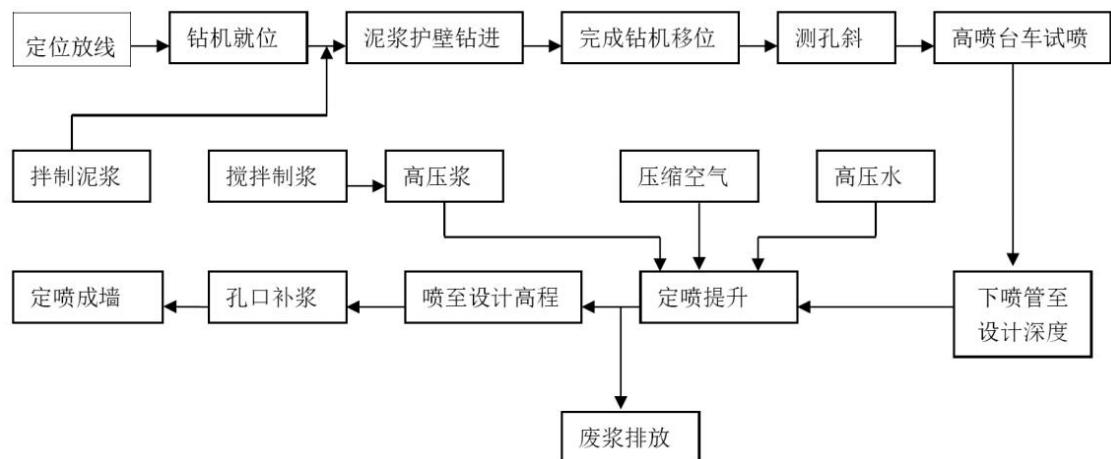 定位放线
钻机就位
泥浆护壁钻进
完成钻机移位
测孔斜
高喷台车试喷
拌制泥浆
搅拌制浆
高压浆
压缩空气
高压水
定喷成墙
孔口补浆
喷至设计高程
定喷提升
下喷管至
设计深度
废浆排放